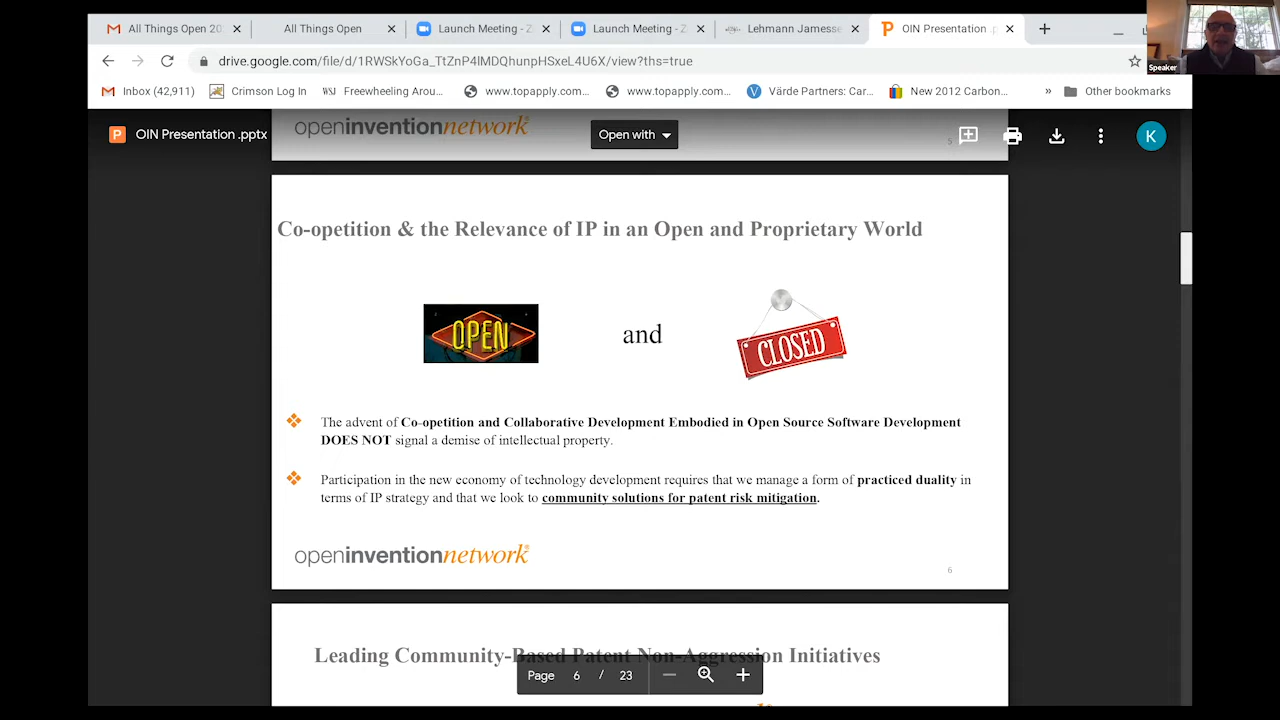 All Things Open 20
All Things Open
Launch Meeting - Z
Launch Meeting - Z
Lehmann Jamesse
OIN Presentation .p
drive.google.com/file/d/1RWSkYoGa_TtZnP4lMDQhunpHSxeL4U6X/view?ths=true
Inbox (42,911)
Crimson Log In
WSJ Freewheeling Arou...
www.topapply.com...
www.topapply.com...
Värde Partners: Car...
New 2012 Carbon...
» Other bookmarks
Speaker
P OIN Presentation .pptx
Open with
K
openinventionnetwork®
5
Co-opetition & the Relevance of IP in an Open and Proprietary World
OPEN
and
CLOSED
The advent of Co-opetition and Collaborative Development Embodied in Open Source Software Development
DOES NOT signal a demise of intellectual property.
Participation in the new economy of technology development requires that we manage a form of practiced duality in
terms of IP strategy and that we look to community solutions for patent risk mitigation.
openinventionnetwork®
6
Leading Community-Based Patent Non-Aggression Initiatives
Page 6 / 23